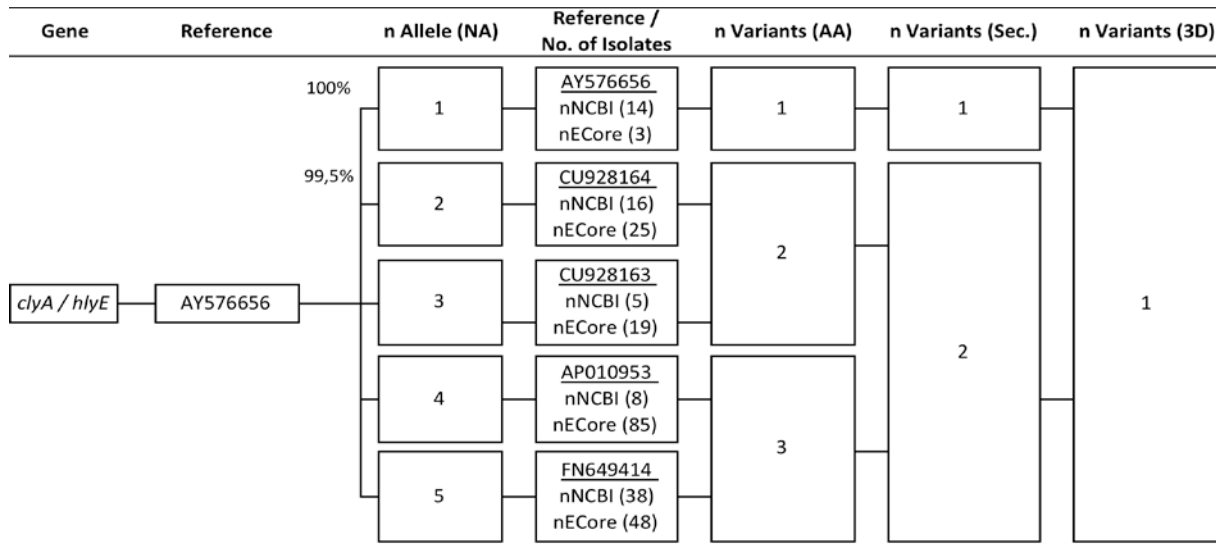 Gene
Reference
n Allele (NA)
Reference /
No. of Isolates
n Variants (AA)
n Variants (Sec.)
n Variants (3D)
100%
1
AY576656
nNCBI (14)
nECore (3)
1
1
99,5%
2
CU928164
nNCBI (16)
nECore (25)
2
clyA / hlyE
AY576656
3
CU928163
nNCBI (5)
nECore (19)
2
1
4
AP010953
nNCBI (8)
nECore (85)
3
5
FN649414
nNCBI (38)
nECore (48)